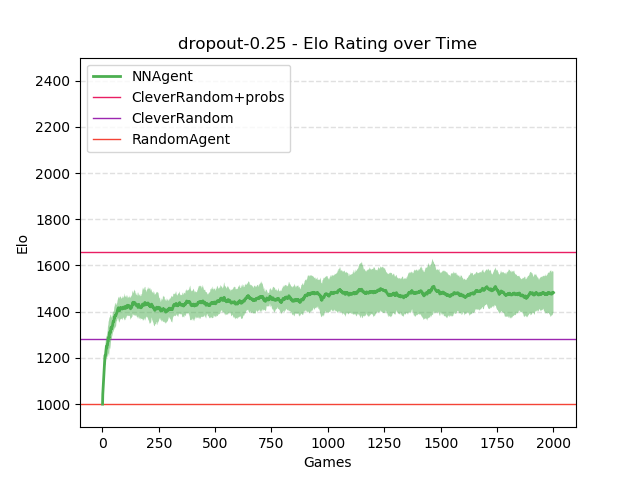 dropout-0.25 - Elo Rating over Time
NNAgent
CleverRandom+probs
CleverRandom
RandomAgent
Elo
2400
2200
2000
1800
1600
1400
1200
1000
0 250 500 750 1000 1250 1500 1750 2000
Games